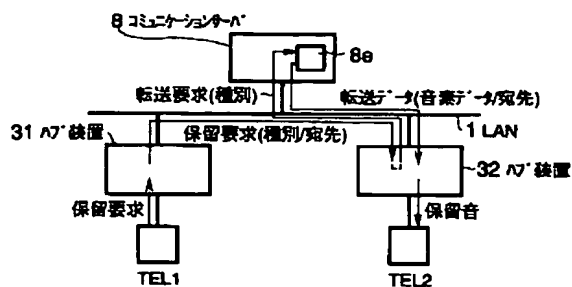 8 コミュニケーションサーバ
8e
転送要求(種別)
転送データ(音素データ/宛先)
31 ハブ装置
保留要求(種別/宛先)
1 LAN
32 ハブ装置
保留要求
保留音
TEL1
TEL2